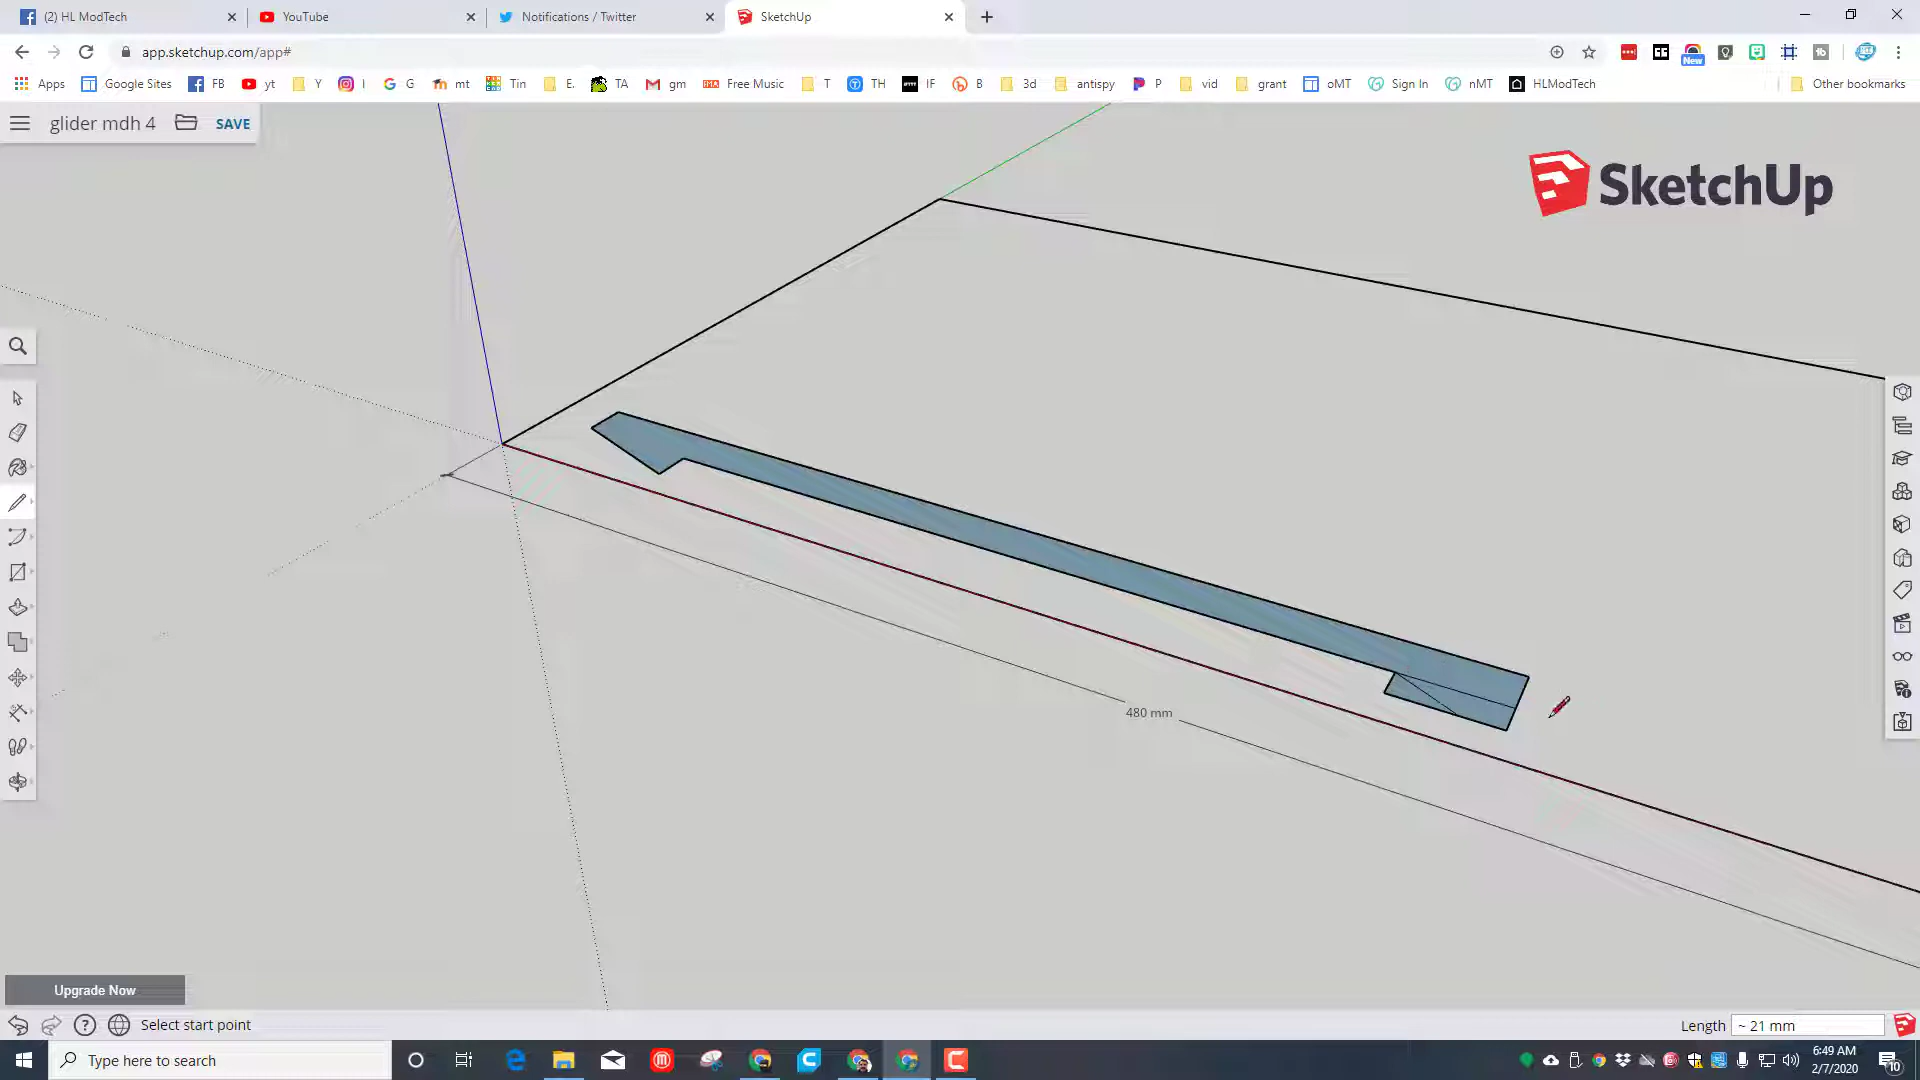 (2) HL ModTech
YouTube
Notifications / Twitter
SketchUp
app.sketchup.com/app#
New
Apps
Google Sites
FB
yt
Y
I
G
mt
Tin
E.
TA
gm
Free Music
T
TH
IF
B
3d
antispy
P
vid
grant
oMT
Sign In
nMT
HLModTech
Other bookmarks
glider mdh 4
SAVE
SketchUp
480 mm
Upgrade Now
Select start point
Length
~ 21 mm
Type here to search
6:49 AM
2/7/2020
10